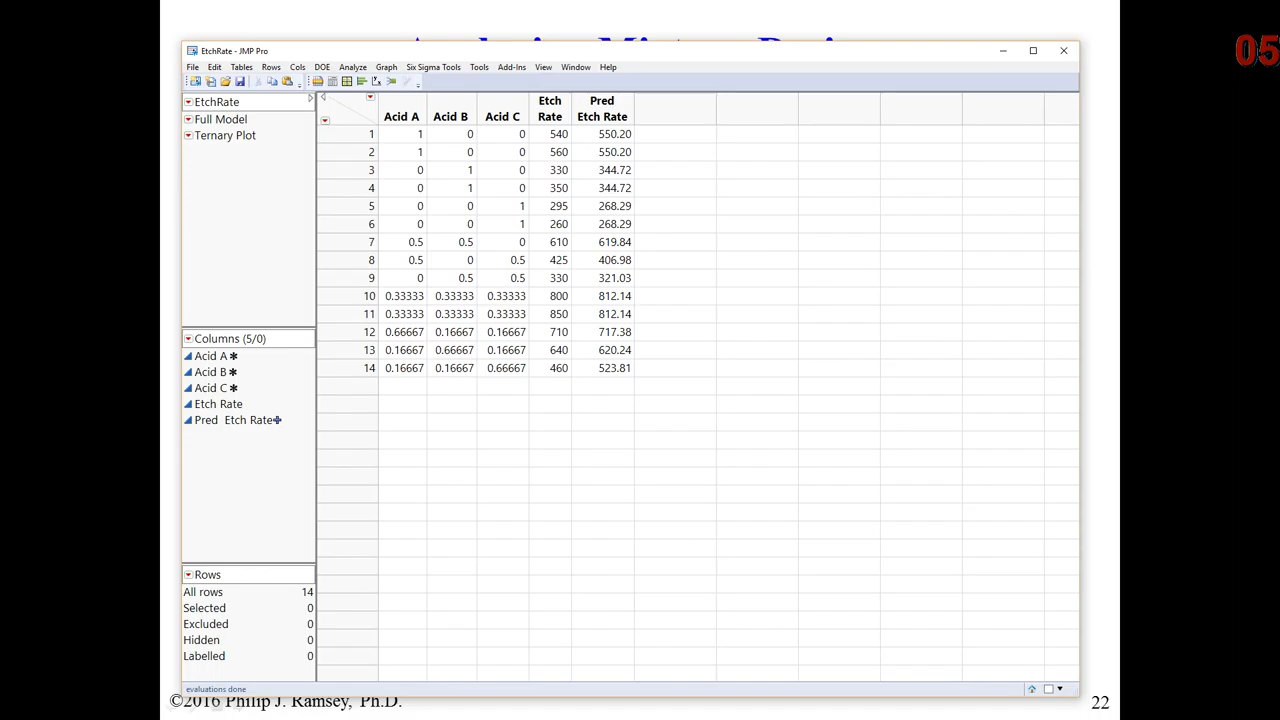 05
EtchRate - JMP Pro
File Edit Tables Rows Cols DOE Analyze Graph Six Sigma Tools Tools Add-Ins View Window Help
EtchRate
Full Model
Ternary Plot
Acid A Acid B Acid C Etch Rate Pred Etch Rate
1 1 0 0 540 550.20
2 1 0 0 560 550.20
3 0 1 0 330 344.72
4 0 1 0 350 344.72
5 0 0 1 295 268.29
6 0 0 1 260 268.29
7 0.5 0.5 0 610 619.84
8 0.5 0 0.5 425 406.98
9 0 0.5 0.5 330 321.03
10 0.33333 0.33333 0.33333 800 812.14
11 0.33333 0.33333 0.33333 850 812.14
12 0.66667 0.16667 0.16667 710 717.38
13 0.16667 0.66667 0.16667 640 620.24
14 0.16667 0.16667 0.66667 460 523.81
Columns (5/0)
Acid A
Acid B
Acid C
Etch Rate
Pred Etch Rate
Rows
All rows 14
Selected 0
Excluded 0
Hidden 0
Labelled 0
evaluations done
©2016 Philip J. Ramsey, Ph.D.
22